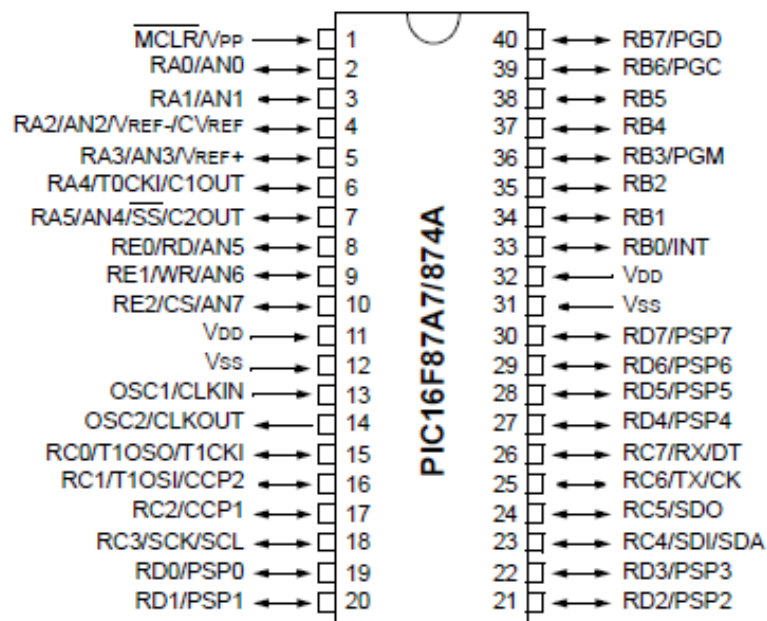 MCLR/VPP 1 40 RB7/PGD
RA0/AN0 2 39 RB6/PGC
RA1/AN1 3 38 RB5
RA2/AN2/VREF-/CVREF 4 37 RB4
RA3/AN3/VREF+ 5 36 RB3/PGM
RA4/T0CKI/C1OUT 6 35 RB2
RA5/AN4/SS/C2OUT 7 34 RB1
RE0/RD/AN5 8 33 RB0/INT
RE1/WR/AN6 9 32 VDD
RE2/CS/AN7 10 31 VSS
VDD 11 30 RD7/PSP7
VSS 12 29 RD6/PSP6
OSC1/CLKIN 13 28 RD5/PSP5
OSC2/CLKOUT 14 27 RD4/PSP4
RC0/T1OSO/T1CKI 15 26 RC7/RX/DT
RC1/T1OSI/CCP2 16 25 RC6/TX/CK
RC2/CCP1 17 24 RC5/SDO
RC3/SCK/SCL 18 23 RC4/SDI/SDA
RD0/PSP0 19 22 RD3/PSP3
RD1/PSP1 20 21 RD2/PSP2
PIC16F87A7/874A